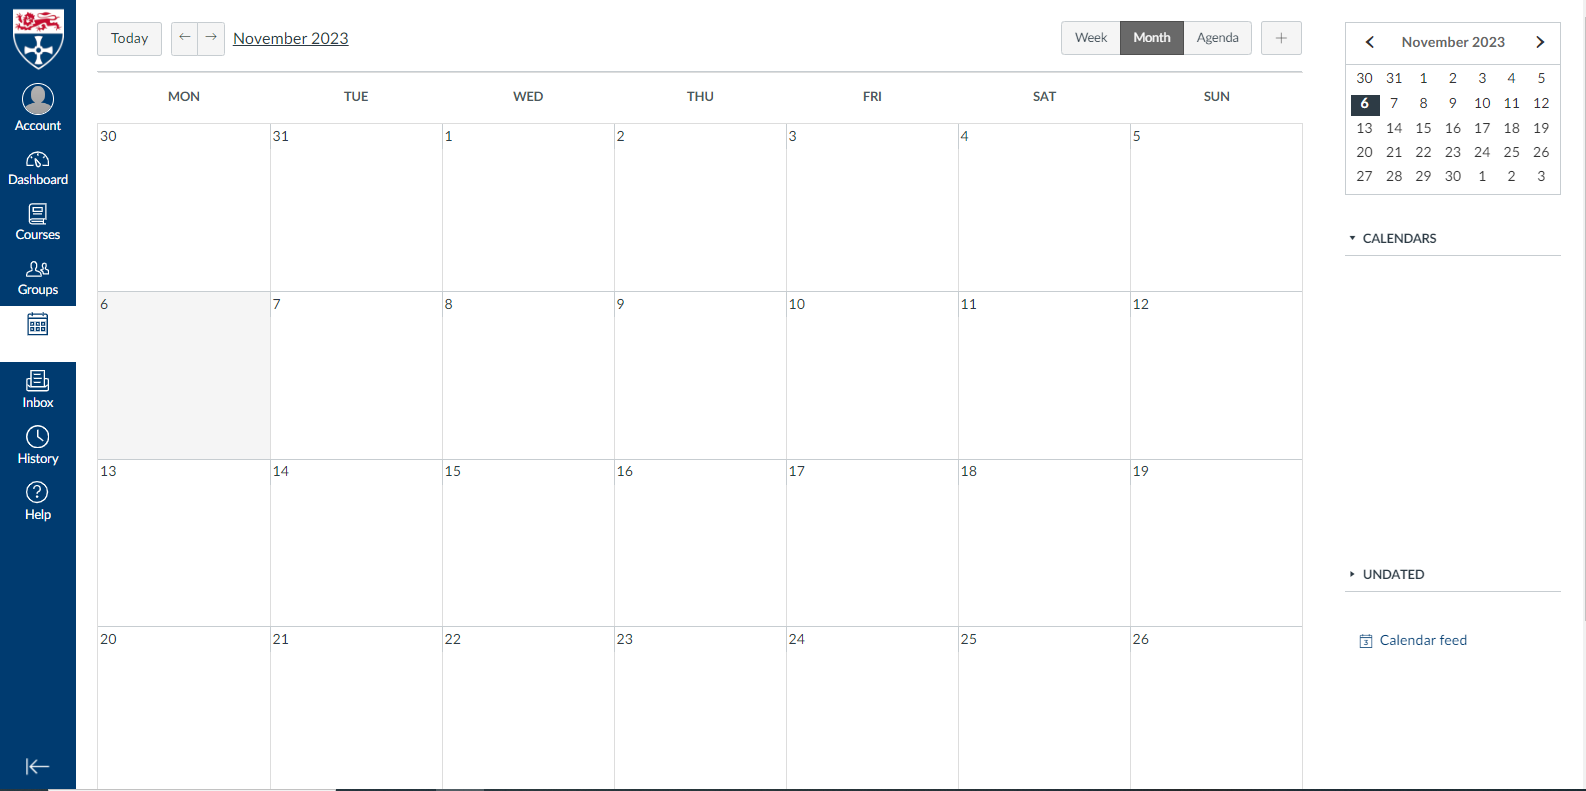 Account
Dashboard
Courses
Groups
Inbox
History
Help
Today ← → November 2023
Week Month Agenda +
MON TUE WED THU FRI SAT SUN
30 31 1 2 3 4 5
6 7 8 9 10 11 12
13 14 15 16 17 18 19
20 21 22 23 24 25 26
November 2023
30 31 1 2 3 4 5
6 7 8 9 10 11 12
13 14 15 16 17 18 19
20 21 22 23 24 25 26
27 28 29 30 1 2 3
CALENDARS
UNDATED
Calendar feed